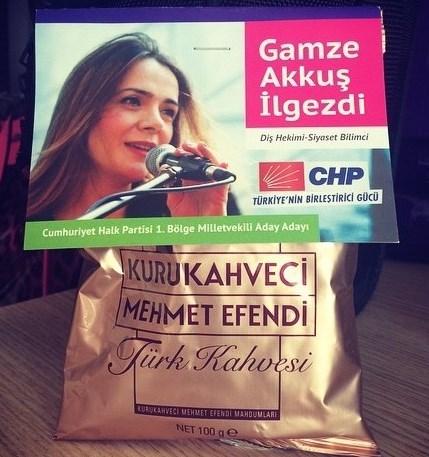 Gamze
Akkuş
İlgezdi
Diş Hekimi-Siyaset Bilimci
CHP
TÜRKİYE'NİN BİRLEŞTİRİCİ GÜCÜ
Cumhuriyet Halk Partisi 1. Bölge Milletvekili Aday Adayı
KURUKAHVECİ
MEHMET EFENDİ
Türk Kahvesi
KURUKAHVECİ MEHMET EFENDİ MAHDUMLARI
NET 100 g ℮